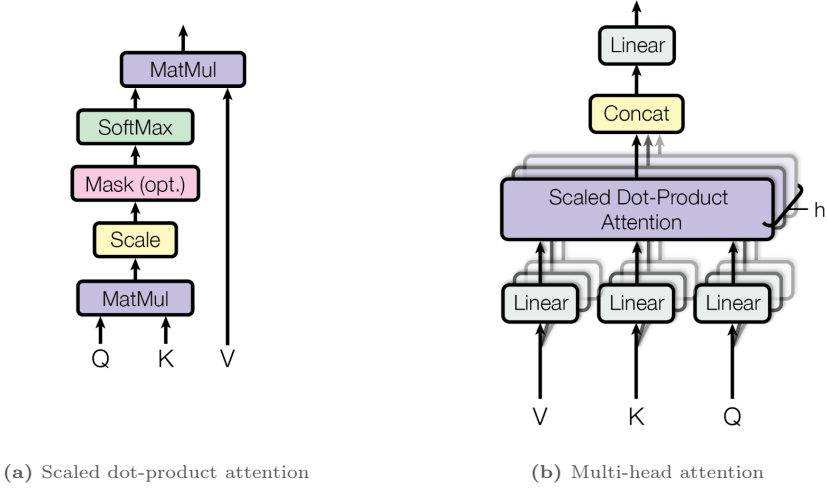 MatMul
SoftMax
Mask (opt.)
Scale
MatMul
Q K V
(a) Scaled dot-product attention
Linear
Concat
Scaled Dot-Product
Attention
h
Linear Linear Linear
V K Q
(b) Multi-head attention